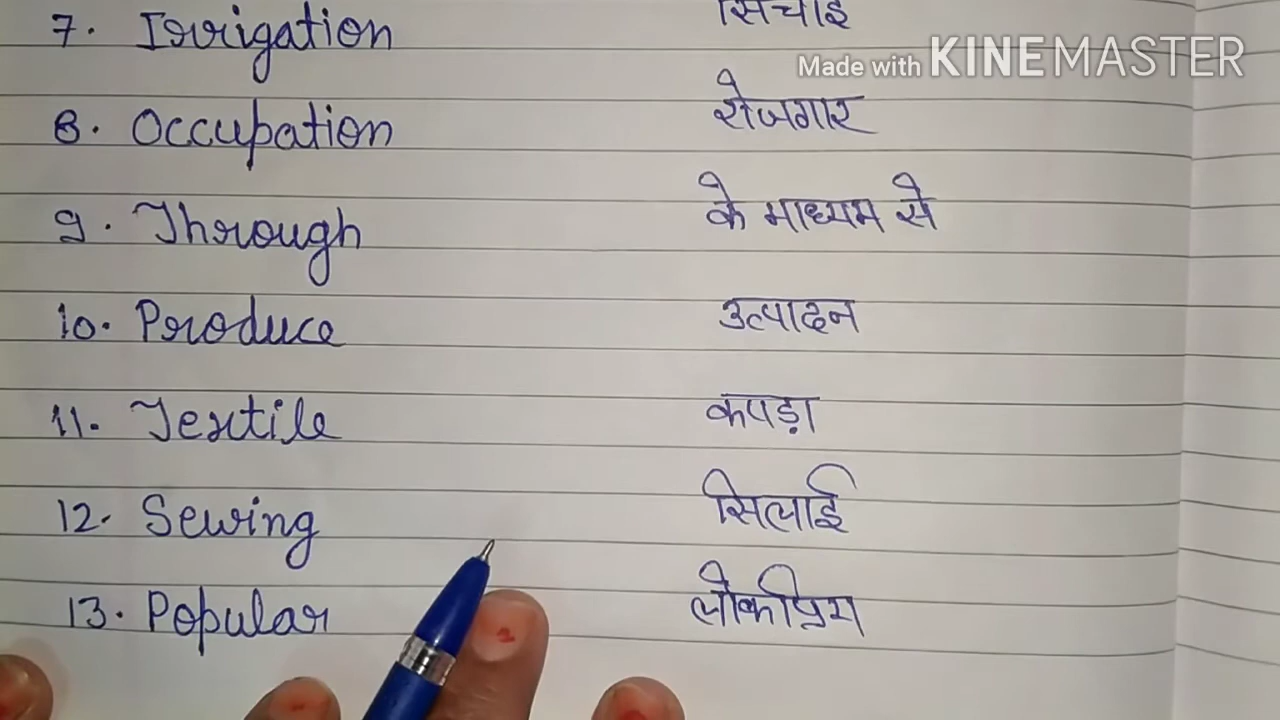 7. Irrigation सिंचाई
Made with KINEMASTER
8. Occupation रोजगार
9. Through के माध्यम से
10. Produce उत्पादन
11. Textile कपड़ा
12. Sewing सिलाई
13. Popular लोकप्रिय